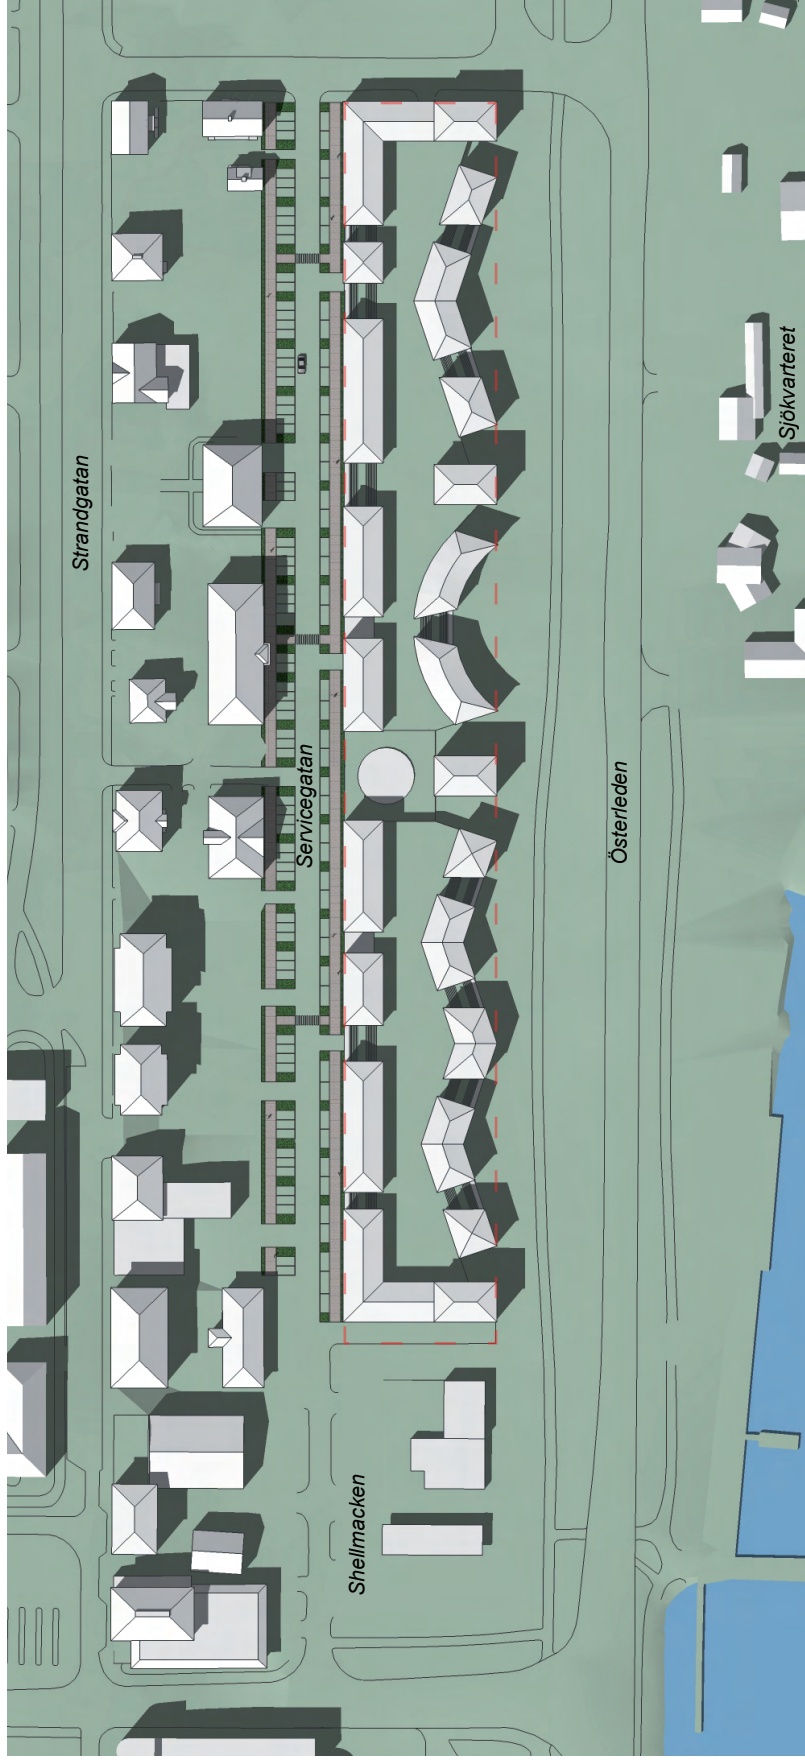 Strandgatan
Servicegatan
Österleden
Sjökvarteret
Shellmacken